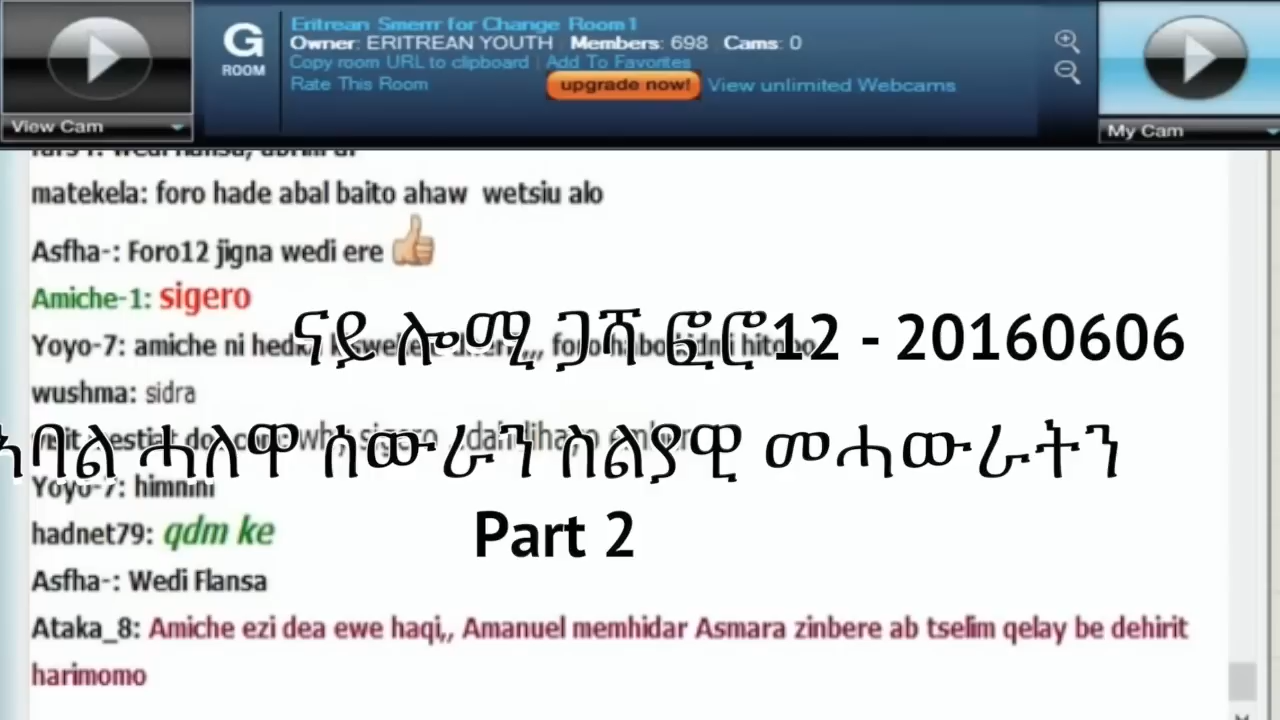 Eritrean Smerrr for Change Room1
G ROOM
Owner: ERITREAN YOUTH Members: 698 Cams: 0
Copy room URL to clipboard | Add To Favorites
Rate This Room upgrade now! View unlimited Webcams
View Cam
My Cam
matekela: foro hade abal baito ahaw wetsiu alo
Asfha-: Foro12 jigna wedi ere
Amiche-1: sigero
ናይ ሎሚ ጋሻ ፎሮ12 - 20160606
Yoyo-7: amiche ni
wushma: sidra
ኣባል ሓለዋ ሰውራን ስልያዊ መሓውራትን
Yoyo-7: himnini
Part 2
hadnet79: qdm ke
Asfha-: Wedi Flansa
Ataka_8: Amiche ezi dea ewe haqi,, Amanuel memhidar Asmara zinbere ab tselim qelay be dehirit
harimomo